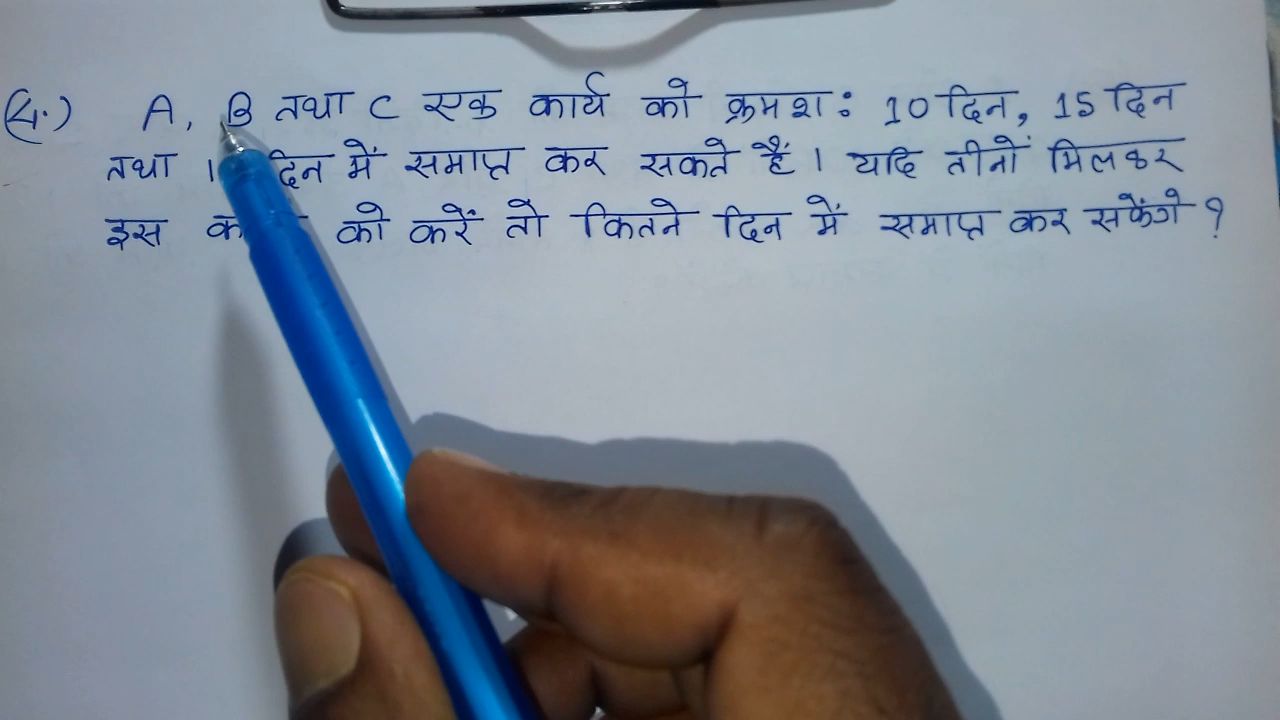 (4.) A, B तथा C एक कार्य को क्रमशः 10 दिन, 15 दिन
तथा दिन में समाप्त कर सकते हैं । यदि तीनों मिलकर
इस को करें तो कितने दिन में समाप्त कर सकेंगे ?